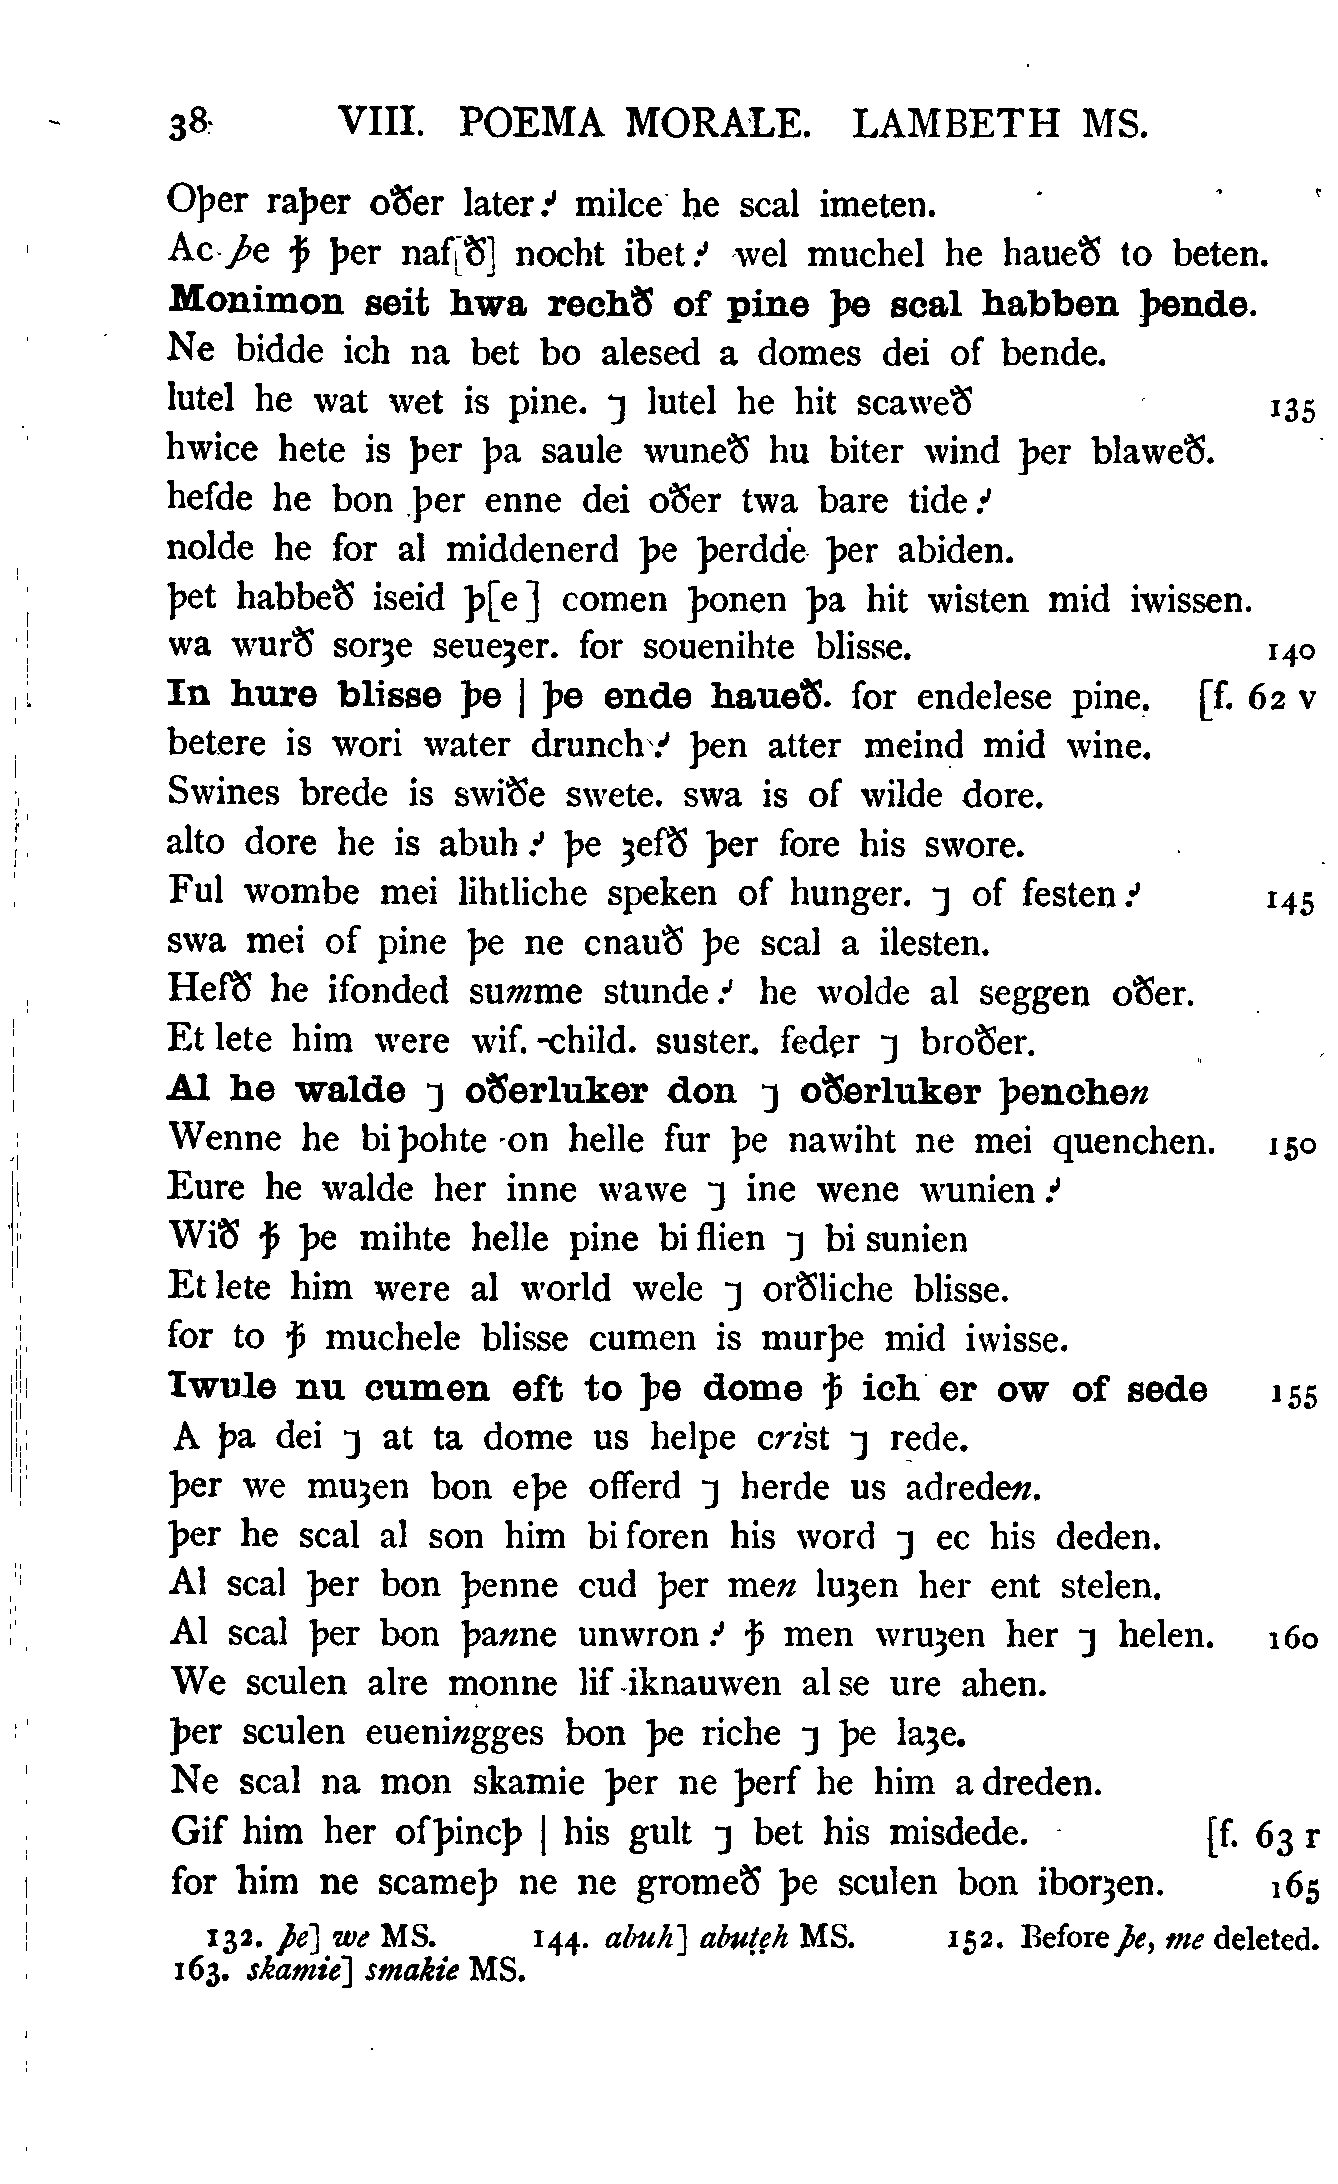 38 VIII. POEMA MORALE. LAMBETH MS.
Oþer raþer oðer later⹎ milce he scal imeten.
Ac þe ꝥ þer naf[ð] nocht ibet⹎ wel muchel he haueð to beten.
Monimon seit hwa rechð of pine þe scal habben þende.
Ne bidde ich na bet bo alesed a domes dei of bende.
lutel he wat wet is pine. ⁊ lutel he hit scaweð 135
hwice hete is þer þa saule wuneð hu biter wind þer blaweð.
hefde he bon þer enne dei oðer twa bare tide⹎
nolde he for al middenerd þe þerdde þer abiden.
þet habbeð iseid þ[e] comen þonen þa hit wisten mid iwissen.
wa wurð sorȝe seueȝer. for souenihte blisse. 140
In hure blisse þe | þe ende haueð. for endelese pine. [f. 62 v
betere is wori water drunch⹎ þen atter meind mid wine.
Swines brede is swiðe swete. swa is of wilde dore.
alto dore he is abuh⹎ þe ȝefð þer fore his swore.
Ful wombe mei lihtliche speken of hunger. ⁊ of festen⹎ 145
swa mei of pine þe ne cnauð þe scal a ilesten.
Hefð he ifonded summe stunde⹎ he wolde al seggen oðer.
Et lete him were wif. child. suster. feder ⁊ broðer.
Al he walde ⁊ oðerluker don ⁊ oðerluker þenchen
Wenne he bi þohte on helle fur þe nawiht ne mei quenchen. 150
Eure he walde her inne wawe ⁊ ine wene wunien⹎
Wið ꝥ þe mihte helle pine bi flien ⁊ bi sunien
Et lete him were al world wele ⁊ orðliche blisse.
for to ꝥ muchele blisse cumen is murþe mid iwisse.
Iwule nu cumen eft to þe dome ꝥ ich er ow of sede 155
A þa dei ⁊ at ta dome us helpe crist ⁊ rede.
þer we muȝen bon eþe offerd ⁊ herde us adreden.
þer he scal al son him bi foren his word ⁊ ec his deden.
Al scal þer bon þenne cud þer men luȝen her ent stelen.
Al scal þer bon þanne unwron⹎ ꝥ men wruȝen her ⁊ helen. 160
We sculen alre monne lif iknauwen al se ure ahen.
þer sculen eueningges bon þe riche ⁊ þe laȝe.
Ne scal na mon skamie þer ne þerf he him a dreden.
Gif him her ofþincþ | his gult ⁊ bet his misdede. [f. 63 r
for him ne scameþ ne ne gromeð þe sculen bon iborȝen. 165
132. þe] we MS. 144. abuh] abuṭẹh MS. 152. Before þe, me deleted.
163. skamie] smakie MS.